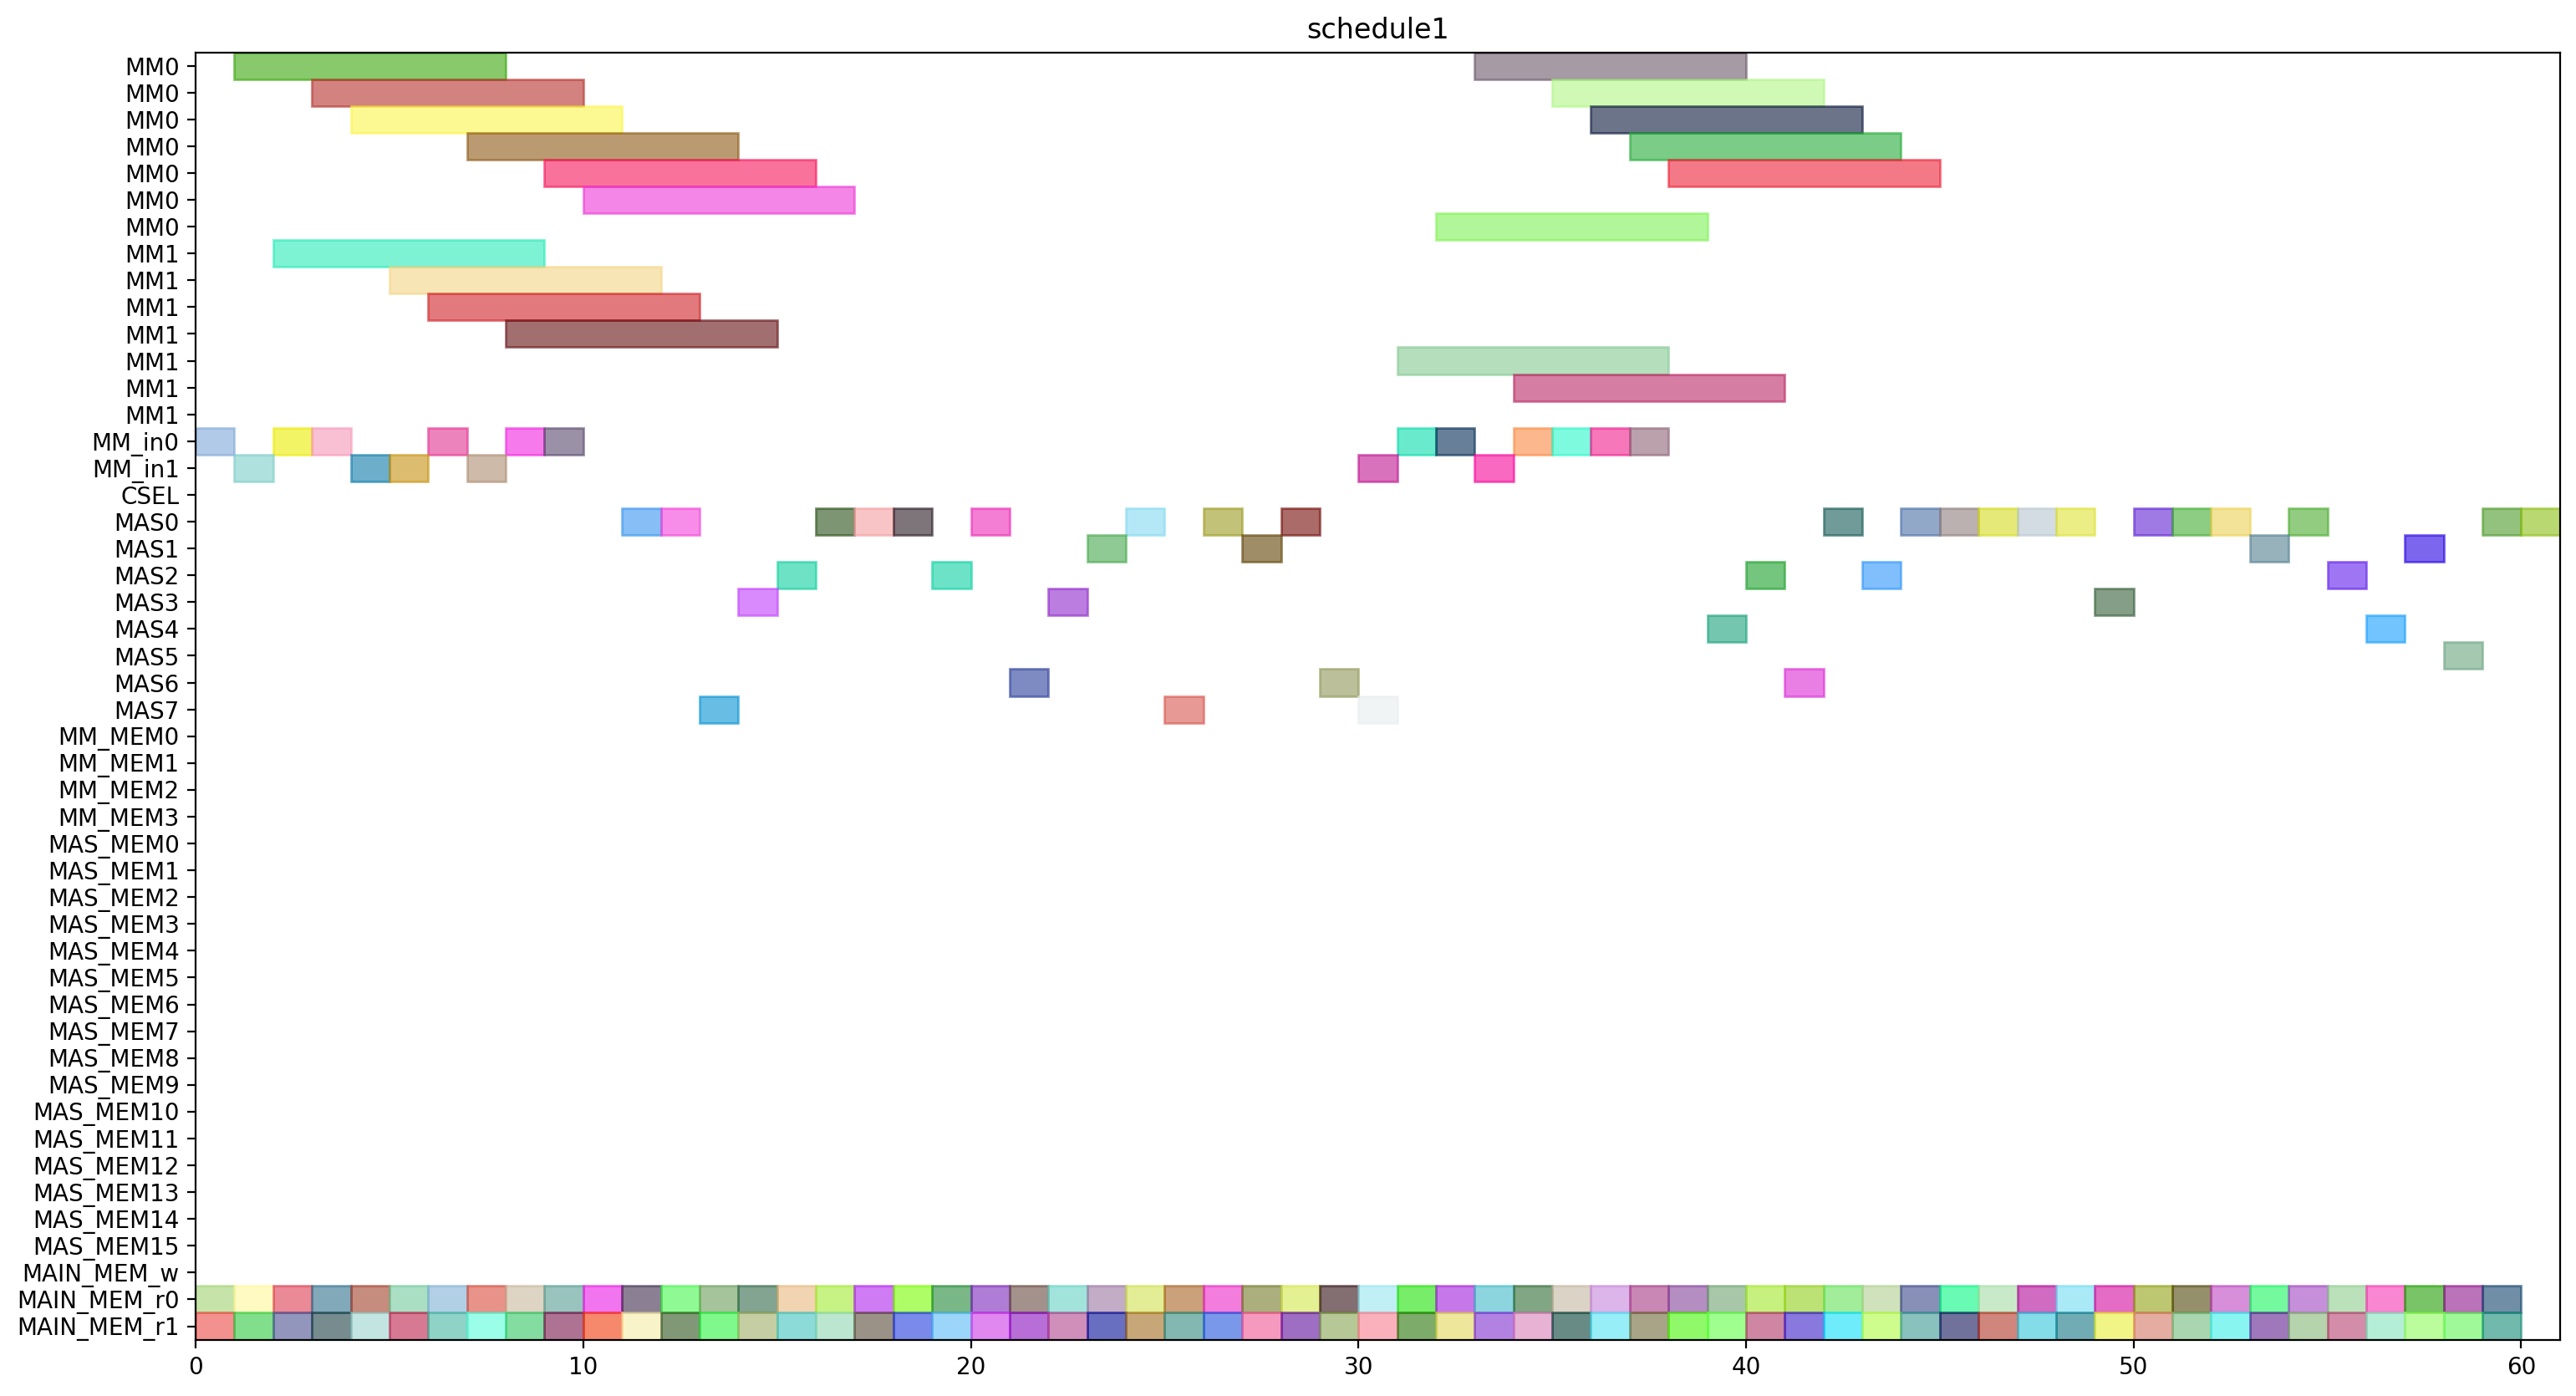 schedule1
MM0
MM0
MM0
MM0
MM0
MM0
MM0
MM1
MM1
MM1
MM1
MM1
MM1
MM1
MM_in0
MM_in1
CSEL
MAS0
MAS1
MAS2
MAS3
MAS4
MAS5
MAS6
MAS7
MM_MEM0
MM_MEM1
MM_MEM2
MM_MEM3
MAS_MEM0
MAS_MEM1
MAS_MEM2
MAS_MEM3
MAS_MEM4
MAS_MEM5
MAS_MEM6
MAS_MEM7
MAS_MEM8
MAS_MEM9
MAS_MEM10
MAS_MEM11
MAS_MEM12
MAS_MEM13
MAS_MEM14
MAS_MEM15
MAIN_MEM_w
MAIN_MEM_r0
MAIN_MEM_r1
0 10 20 30 40 50 60